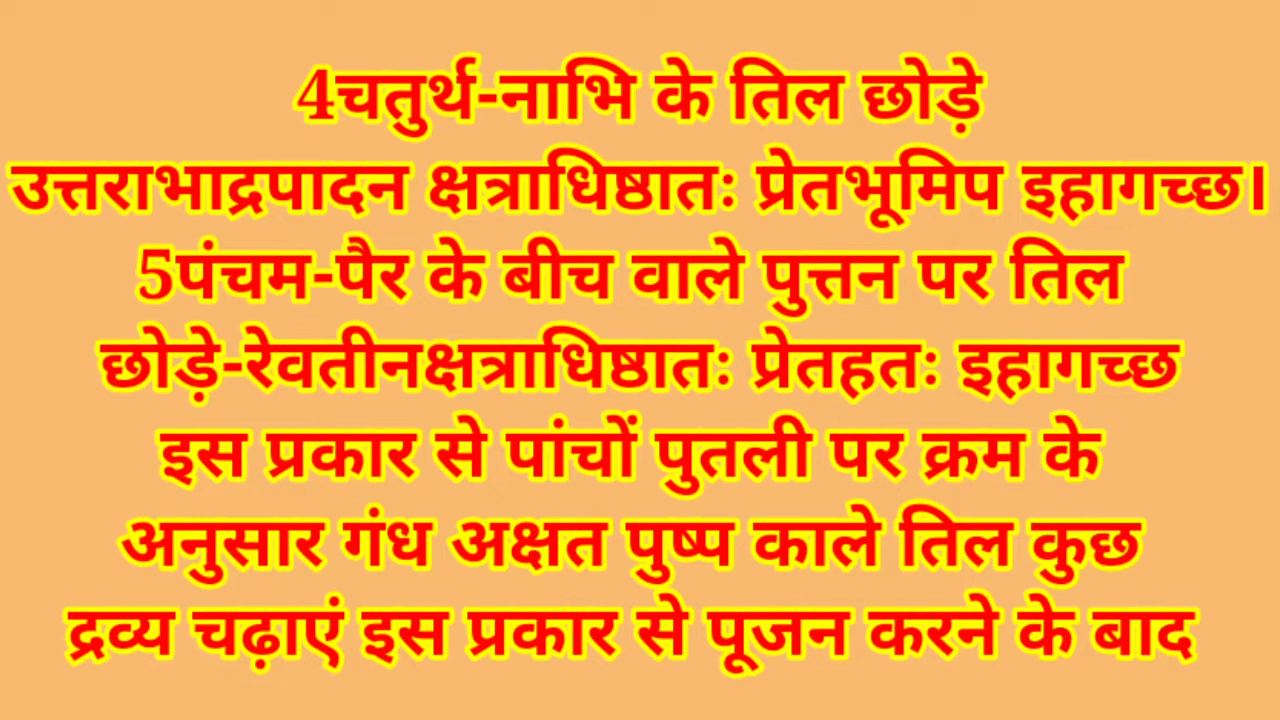 4चतुर्थ-नाभि के तिल छोड़े
उत्तराभाद्रपादन क्षत्राधिष्ठातः प्रेतभूमिप इहागच्छ।
5पंचम-पैर के बीच वाले पुत्तन पर तिल
छोड़े-रेवतीनक्षत्राधिष्ठातः प्रेतहतः इहागच्छ
इस प्रकार से पांचों पुतली पर क्रम के
अनुसार गंध अक्षत पुष्प काले तिल कुछ
द्रव्य चढ़ाएं इस प्रकार से पूजन करने के बाद